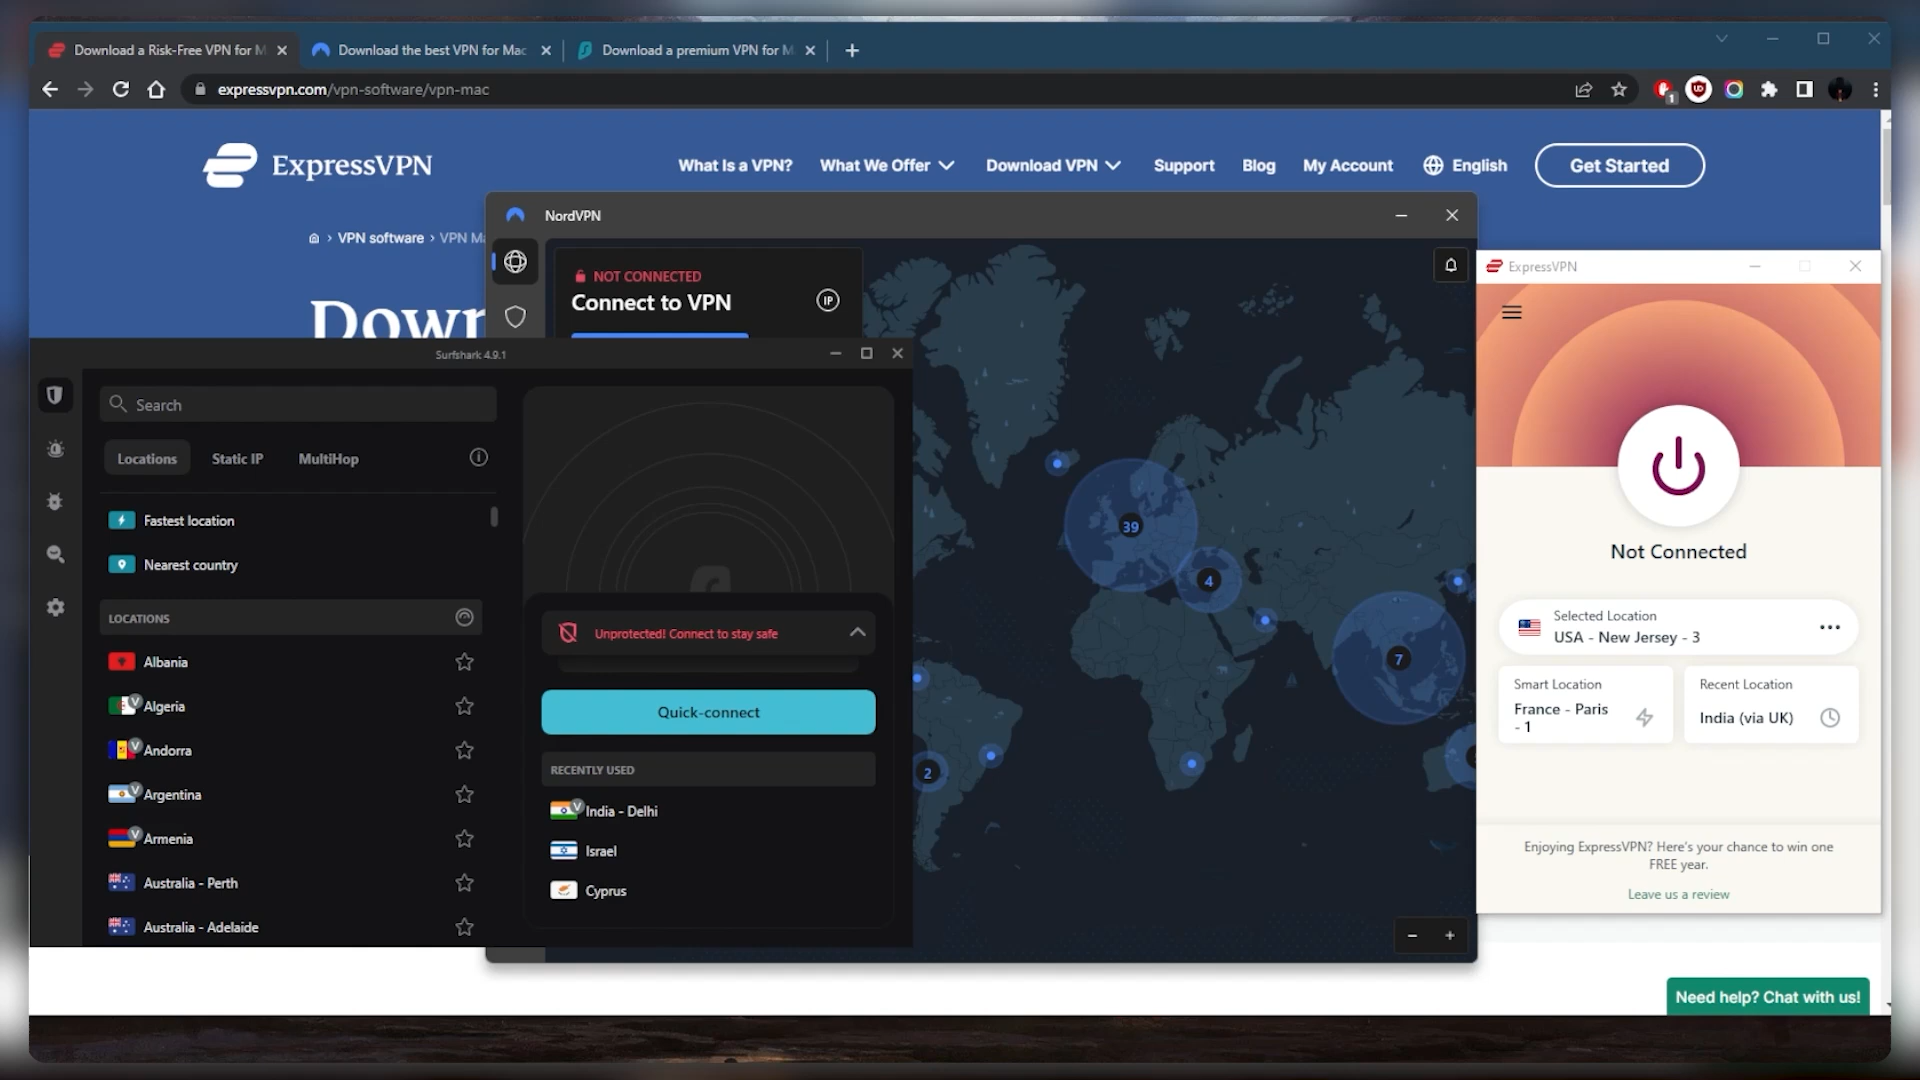 Download a Risk-Free VPN for M
Download the best VPN for Mac
Download a premium VPN for M
expressvpn.com/vpn-software/vpn-mac
1
ExpressVPN
What Is a VPN?
What We Offer
Download VPN
Support
Blog
My Account
English
Get Started
VPN software › VPN Ma
Down
NordVPN
NOT CONNECTED
Connect to VPN
IP
39
4
7
2
Surfshark 4.9.1
Search
Locations
Static IP
MultiHop
Fastest location
Nearest country
LOCATIONS
Albania
V Algeria
V Andorra
V Argentina
V Armenia
Australia - Perth
Australia - Adelaide
Unprotected! Connect to stay safe
Quick-connect
RECENTLY USED
V India - Delhi
Israel
Cyprus
ExpressVPN
Not Connected
Selected Location
USA - New Jersey - 3
Smart Location
France - Paris
- 1
Recent Location
India (via UK)
Enjoying ExpressVPN? Here's your chance to win one
FREE year.
Leave us a review
Need help? Chat with us!